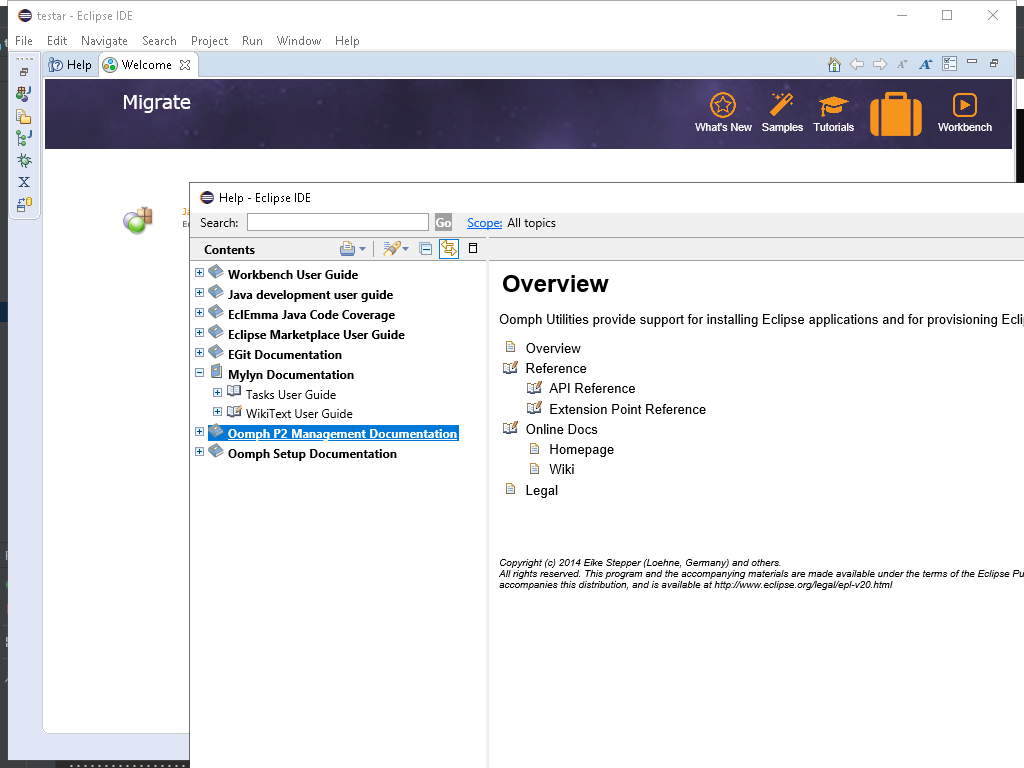 testar - Eclipse IDE
File Edit Navigate Search Project Run Window Help
Help Welcome
Migrate
What's New Samples Tutorials Workbench
Help - Eclipse IDE
Search: Go Scope: All topics
Contents
Workbench User Guide
Java development user guide
EclEmma Java Code Coverage
Eclipse Marketplace User Guide
EGit Documentation
Mylyn Documentation
Tasks User Guide
WikiText User Guide
Oomph P2 Management Documentation
Oomph Setup Documentation
Overview
Oomph Utilities provide support for installing Eclipse applications and for provisioning Ecli
Overview
Reference
API Reference
Extension Point Reference
Online Docs
Homepage
Wiki
Legal
Copyright (c) 2014 Eike Stepper (Loehne, Germany) and others.
All rights reserved. This program and the accompanying materials are made available under the terms of the Eclipse Pu
accompanies this distribution, and is available at http://www.eclipse.org/legal/epl-v20.html